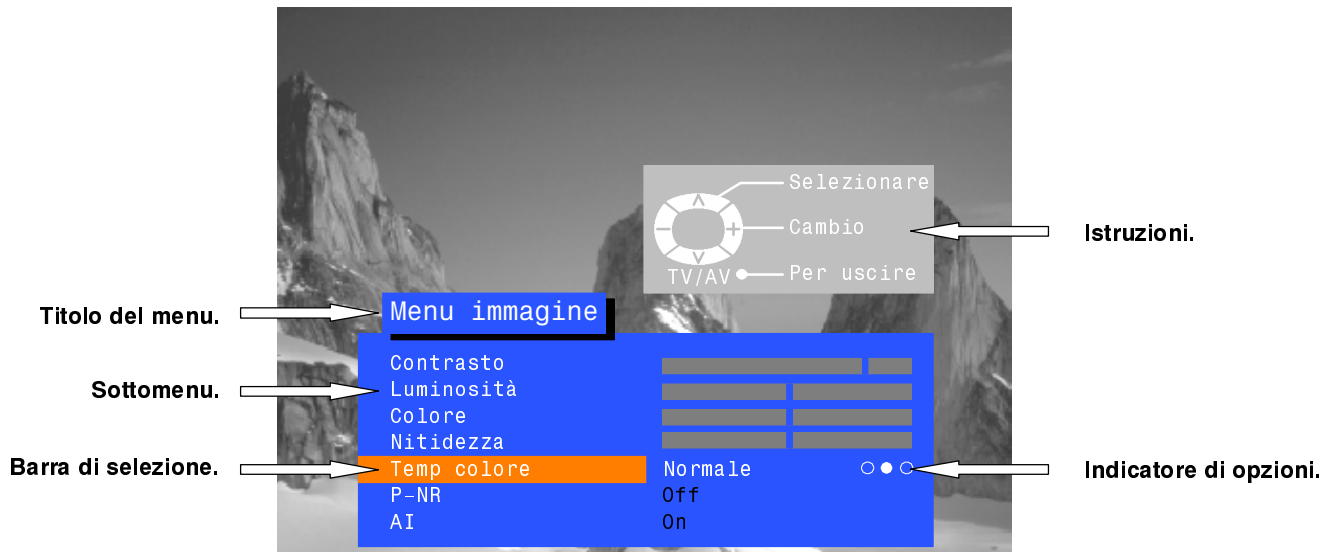 Selezionare
Cambio
Istruzioni.
TV/AV
Per uscire
Titolo del menu.
Menu immagine
Contrasto
Sottomenu.
Luminosità
Colore
Nitidezza
Barra di selezione.
Temp colore
Normale
Indicatore di opzioni.
P-NR
Off
AI
On